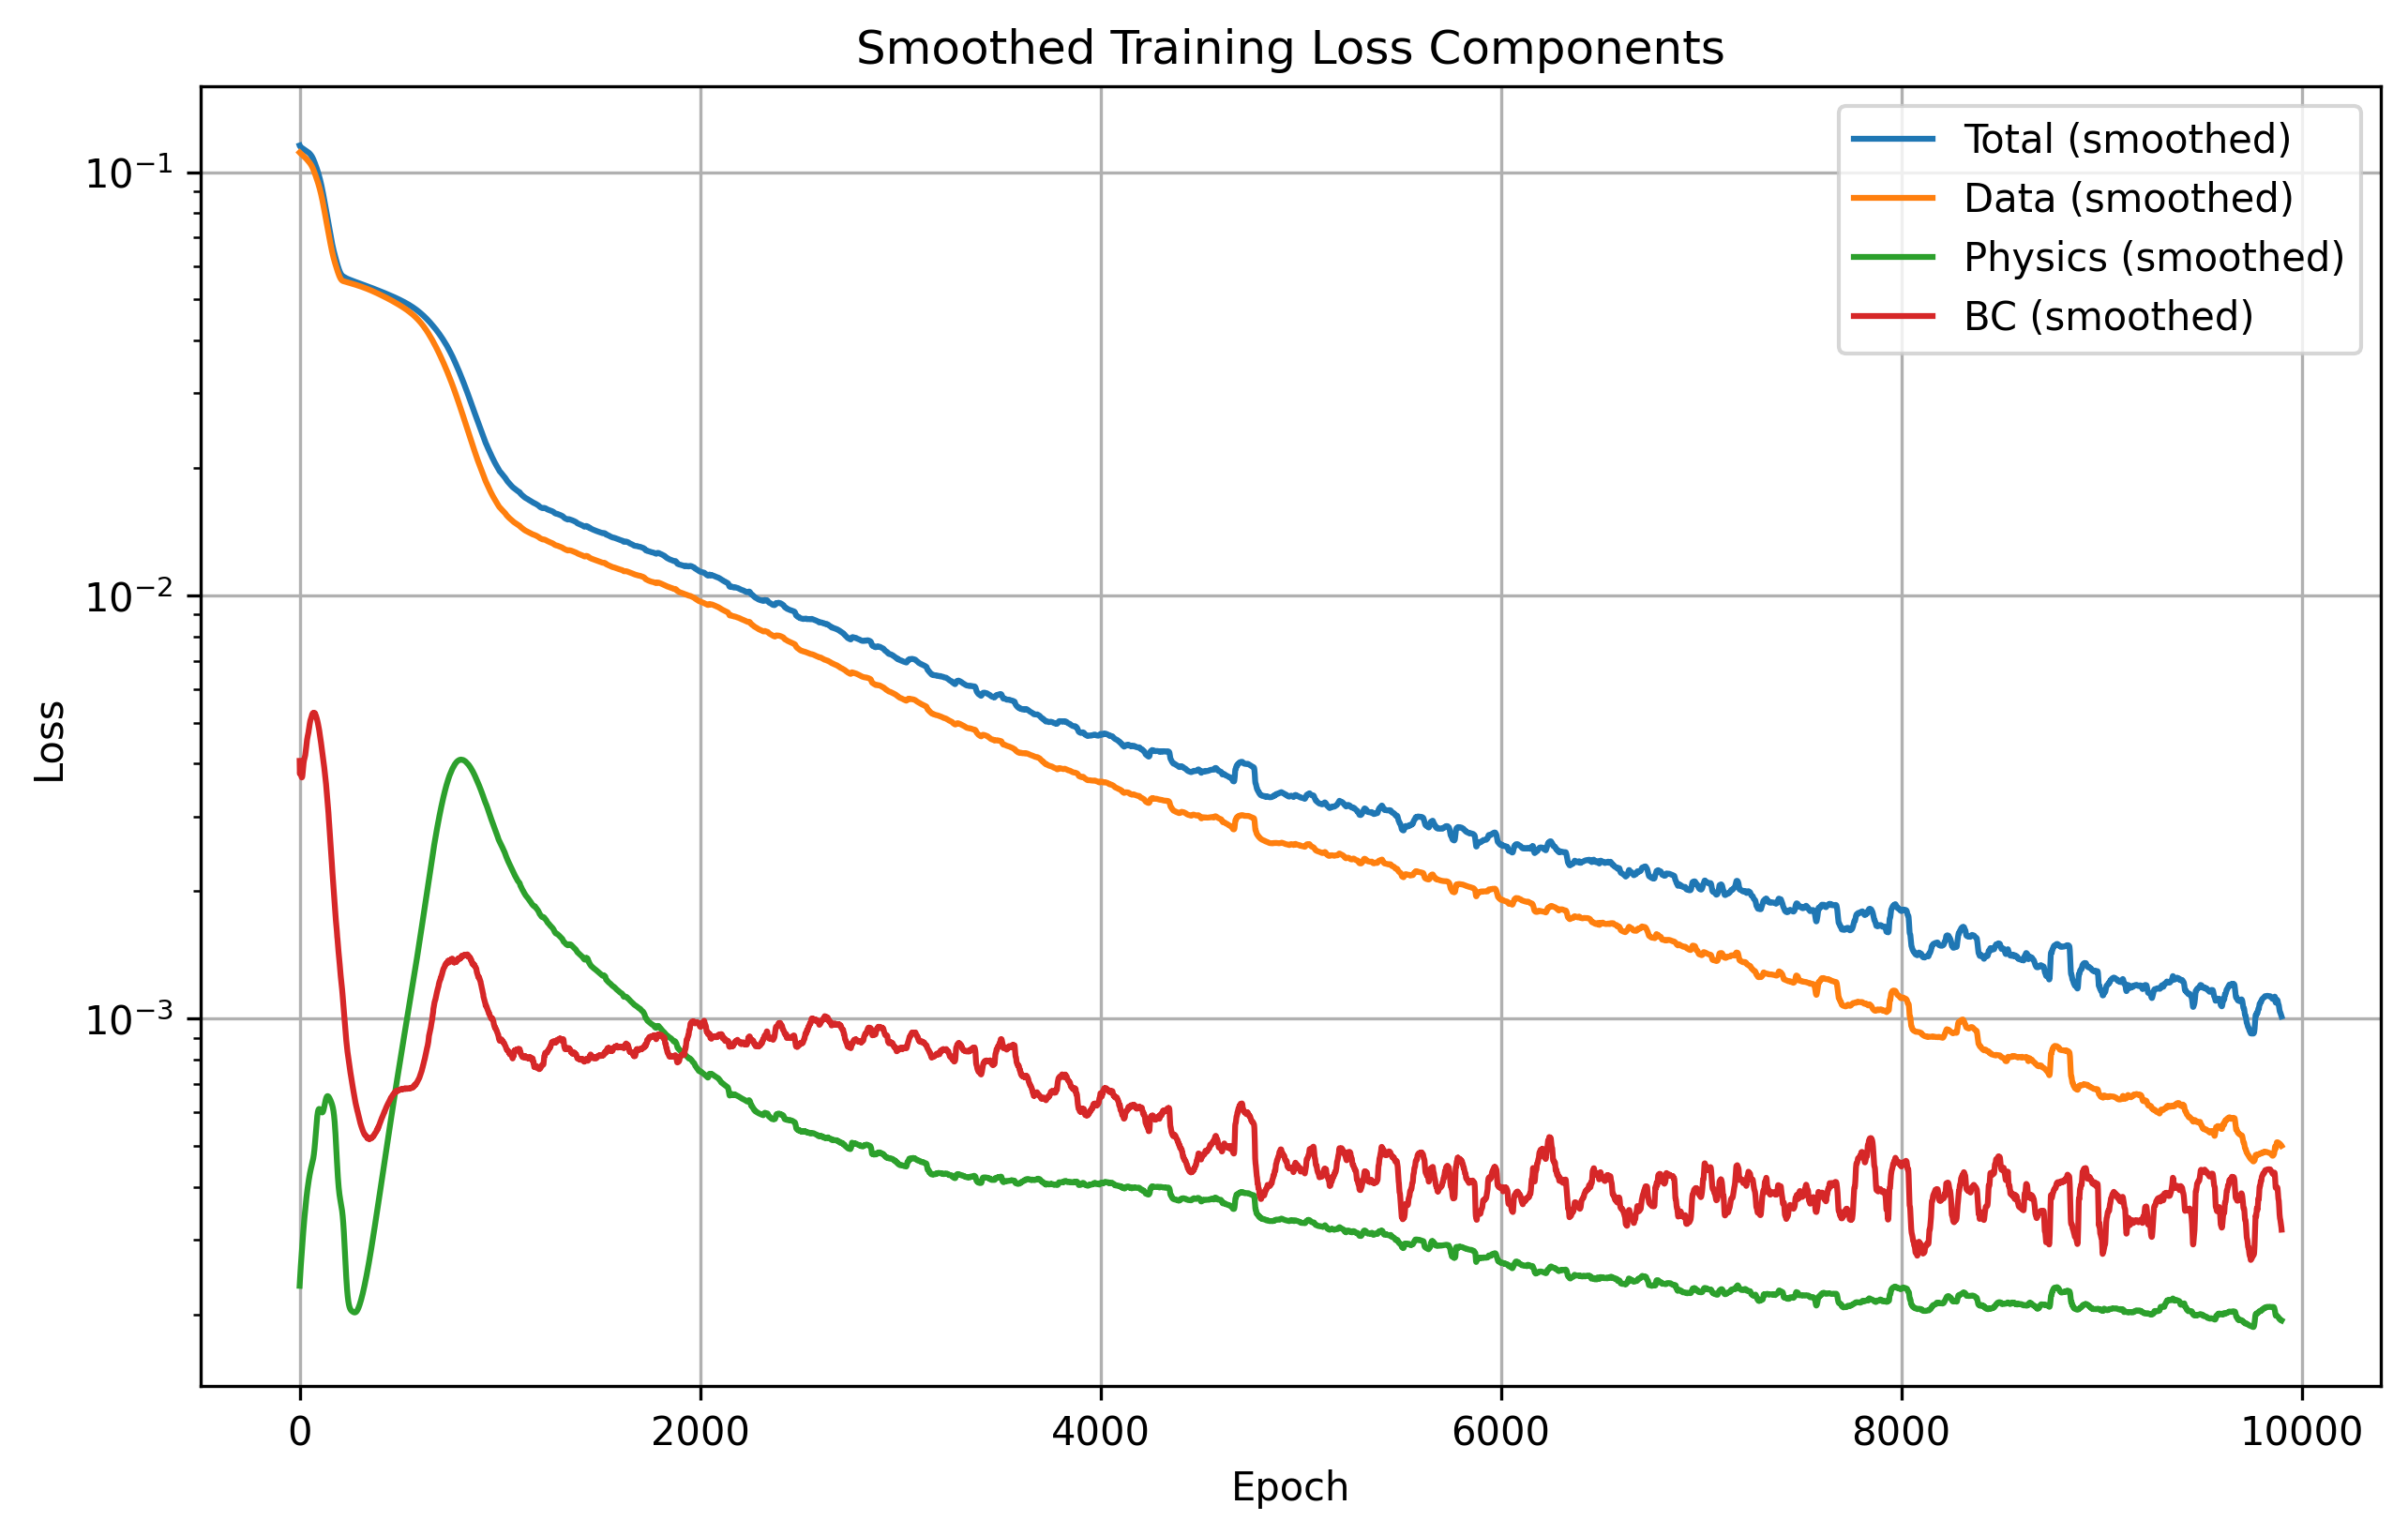 Smoothed Training Loss Components
Total (smoothed)
Data (smoothed)
Physics (smoothed)
BC (smoothed)
Loss
10⁻¹
10⁻²
10⁻³
0 2000 4000 6000 8000 10000
Epoch